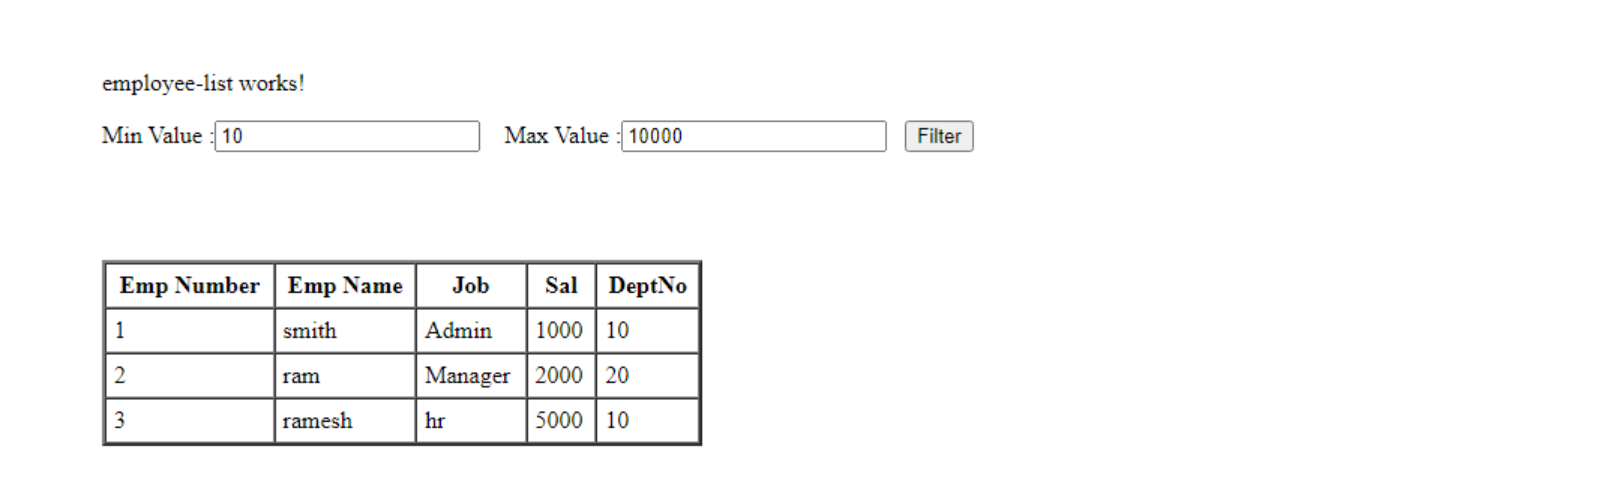 employee-list works!
Min Value :10 Max Value :10000 Filter
Emp Number Emp Name Job Sal DeptNo
1 smith Admin 1000 10
2 ram Manager 2000 20
3 ramesh hr 5000 10